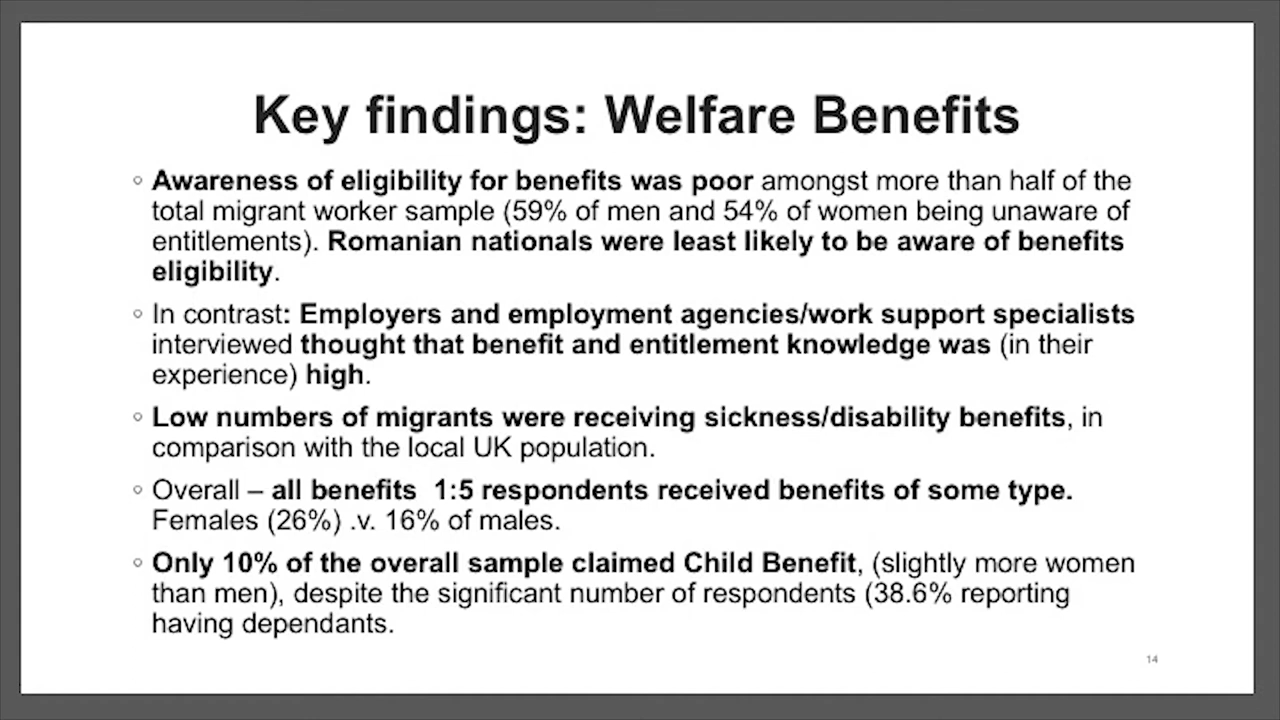 Key findings: Welfare Benefits
◦ Awareness of eligibility for benefits was poor amongst more than half of the
total migrant worker sample (59% of men and 54% of women being unaware of
entitlements). Romanian nationals were least likely to be aware of benefits
eligibility.
◦ In contrast: Employers and employment agencies/work support specialists
interviewed thought that benefit and entitlement knowledge was (in their
experience) high.
◦ Low numbers of migrants were receiving sickness/disability benefits, in
comparison with the local UK population.
◦ Overall – all benefits  1:5 respondents received benefits of some type.
Females (26%) .v. 16% of males.
◦ Only 10% of the overall sample claimed Child Benefit, (slightly more women
than men), despite the significant number of respondents (38.6% reporting
having dependants.
14